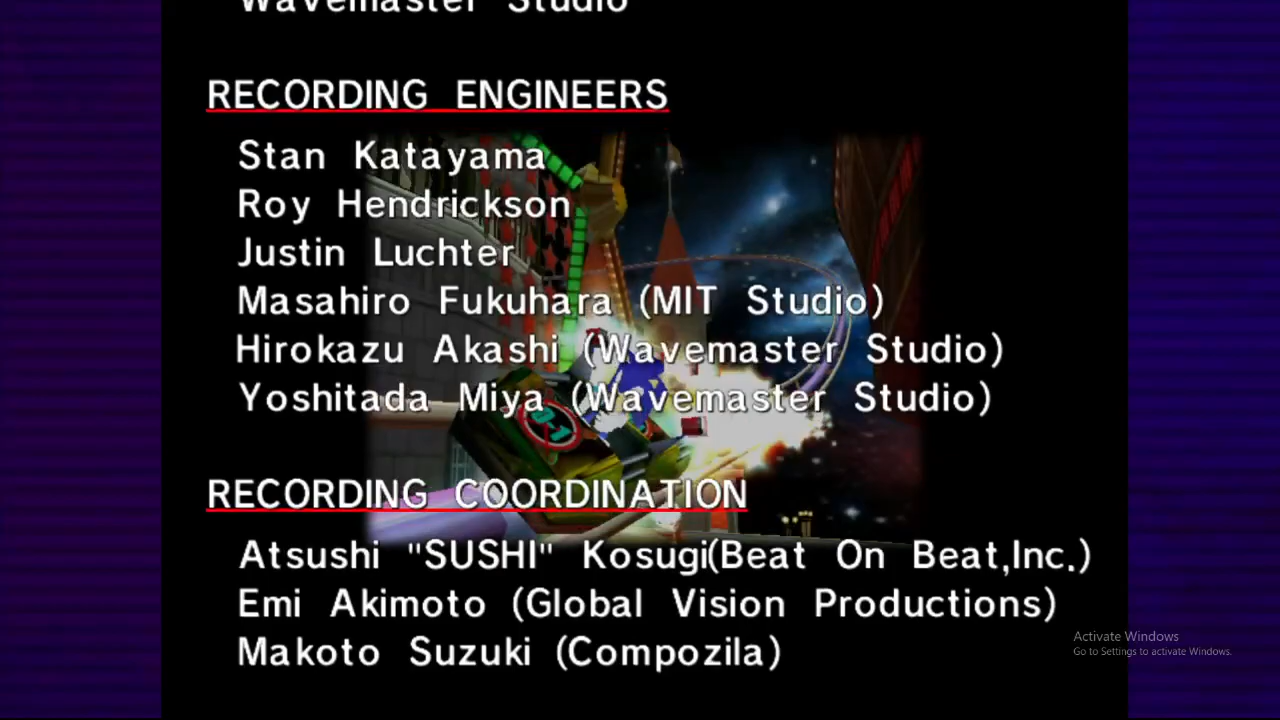 Wavemaster Studio
RECORDING ENGINEERS
Stan Katayama
Roy Hendrickson
Justin Luchter
Masahiro Fukuhara (MIT Studio)
Hirokazu Akashi (Wavemaster Studio)
Yoshitada Miya (Wavemaster Studio)
RECORDING COORDINATION
Atsushi "SUSHI" Kosugi(Beat On Beat,Inc.)
Emi Akimoto (Global Vision Productions)
Makoto Suzuki (Compozila)
Activate Windows
Go to Settings to activate Windows.